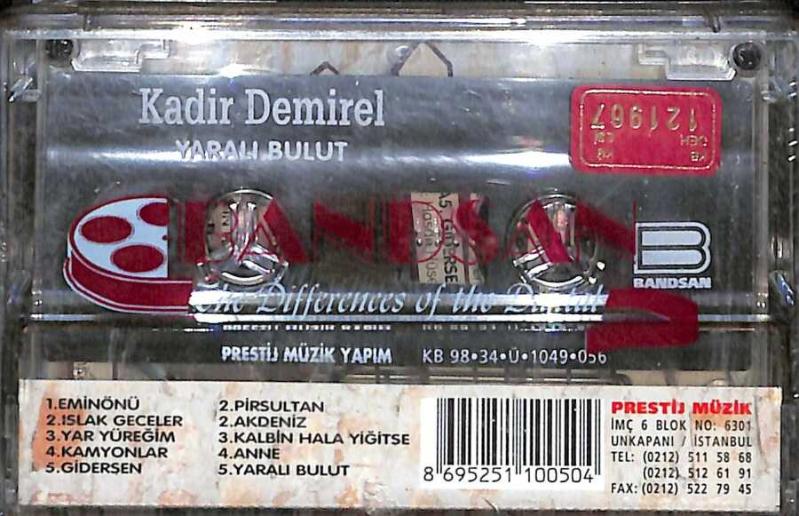 Kadir Demirel
YARALI BULUT
121967
BANDSAN
BANDSAN
The Differences of the Digital
PRESTİJ MÜZİK YAPIM KB 98•34•Ü•1049•056
1.EMİNÖNÜ
2.ISLAK GECELER
3.YAR YÜREĞİM
4.KAMYONLAR
5.GİDERSEN
2.PİRSULTAN
2.AKDENİZ
3.KALBİN HALA YİĞİTSE
4.ANNE
5.YARALI BULUT
8 695251 100504
PRESTİJ MÜZİK
İMÇ 6 BLOK NO: 6301
UNKAPANI / İSTANBUL
TEL: (0212) 511 58 68
(0212) 512 61 91
FAX: (0212) 522 79 45